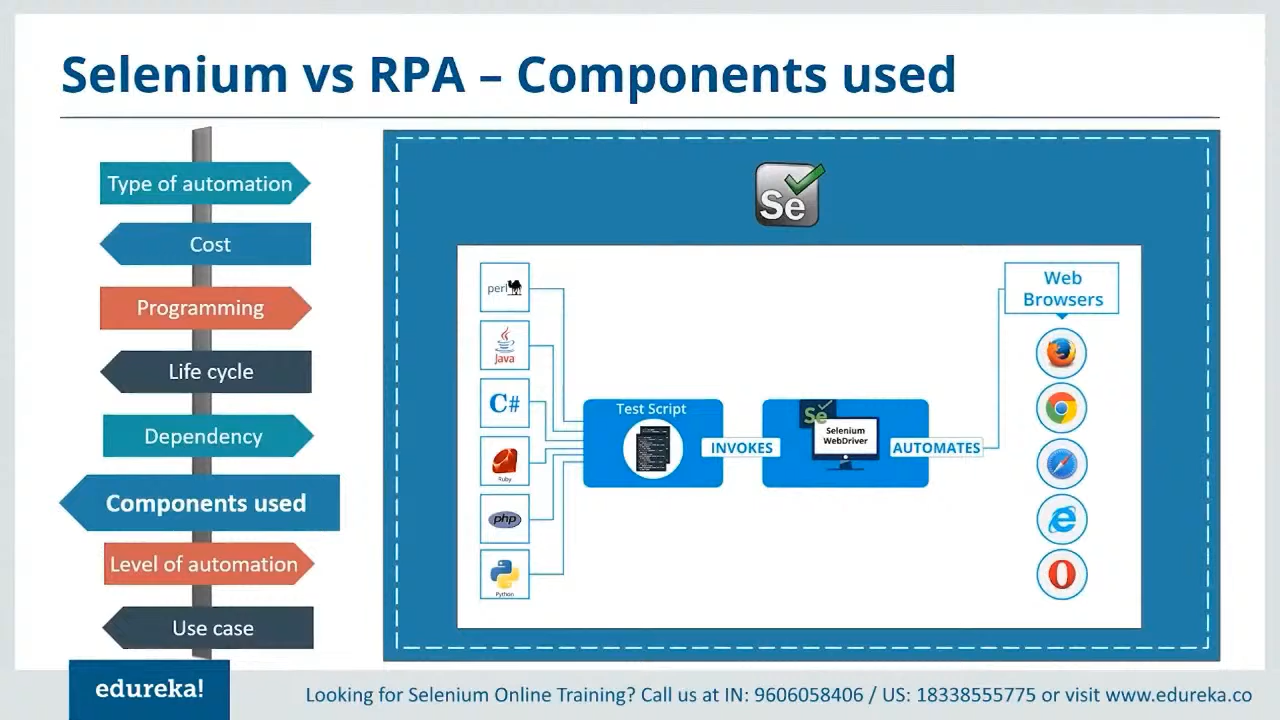 Selenium vs RPA – Components used
Type of automation
Cost
Programming
Life cycle
Dependency
Components used
Level of automation
Use case
Se
perl
Java
C#
Ruby
php
Python
Test Script
INVOKES
Se
Selenium
WebDriver
AUTOMATES
Web
Browsers
edureka!
Looking for Selenium Online Training? Call us at IN: 9606058406 / US: 18338555775 or visit www.edureka.co